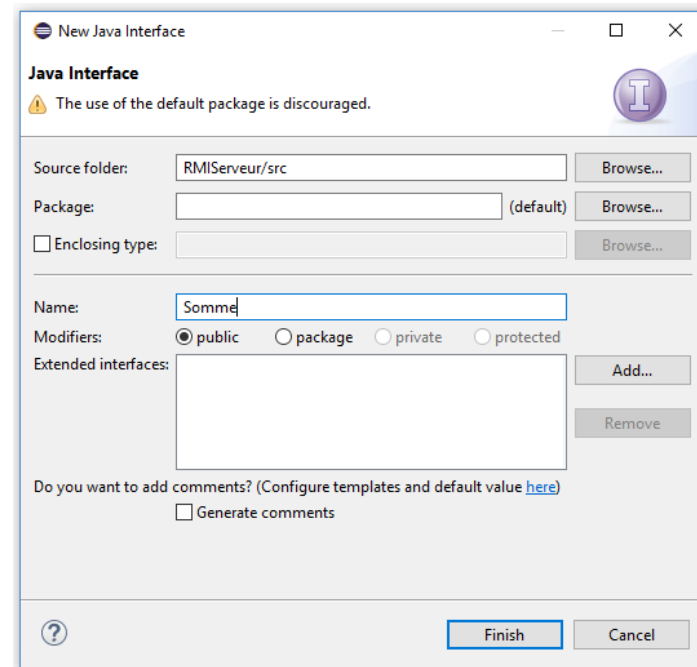 New Java Interface
Java Interface
The use of the default package is discouraged.
Source folder: RMIServeur/src Browse...
Package: (default) Browse...
Enclosing type: Browse...
Name: Somme
Modifiers: public package private protected
Extended interfaces: Add...
Remove
Do you want to add comments? (Configure templates and default value here)
Generate comments
? Finish Cancel